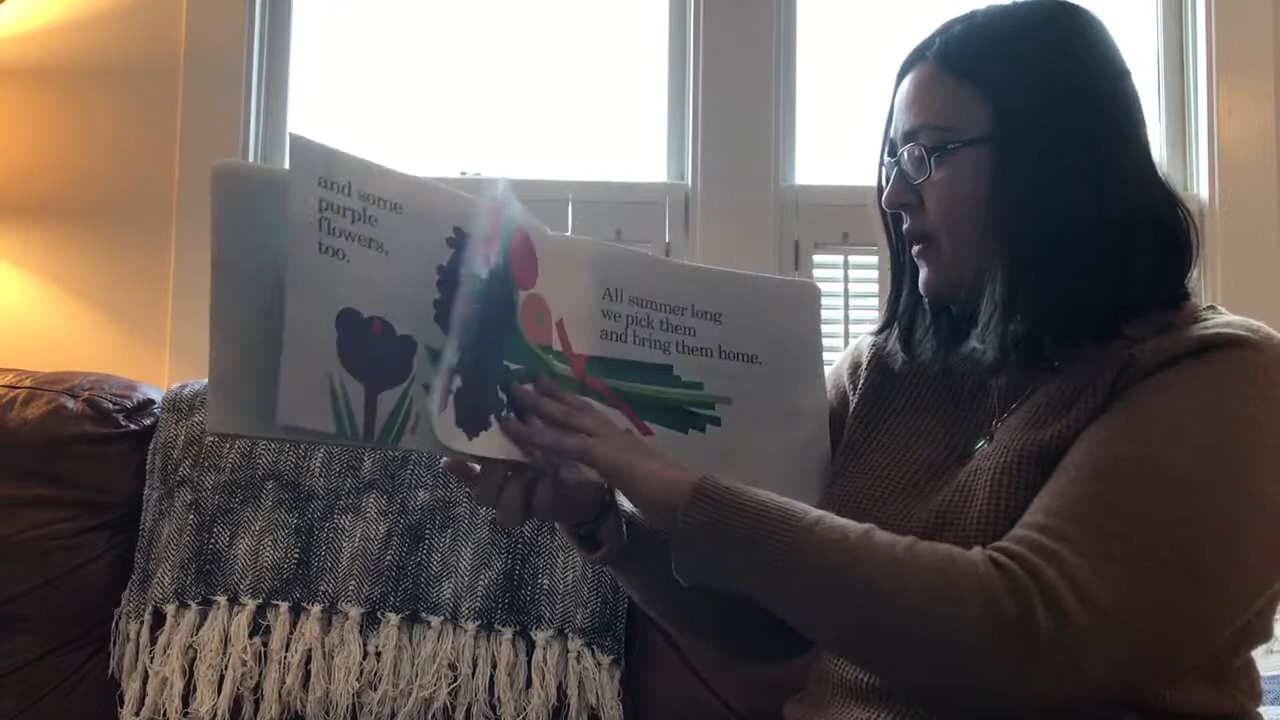 and some
purple
flowers,
too.
All summer long
we pick them
and bring them home.